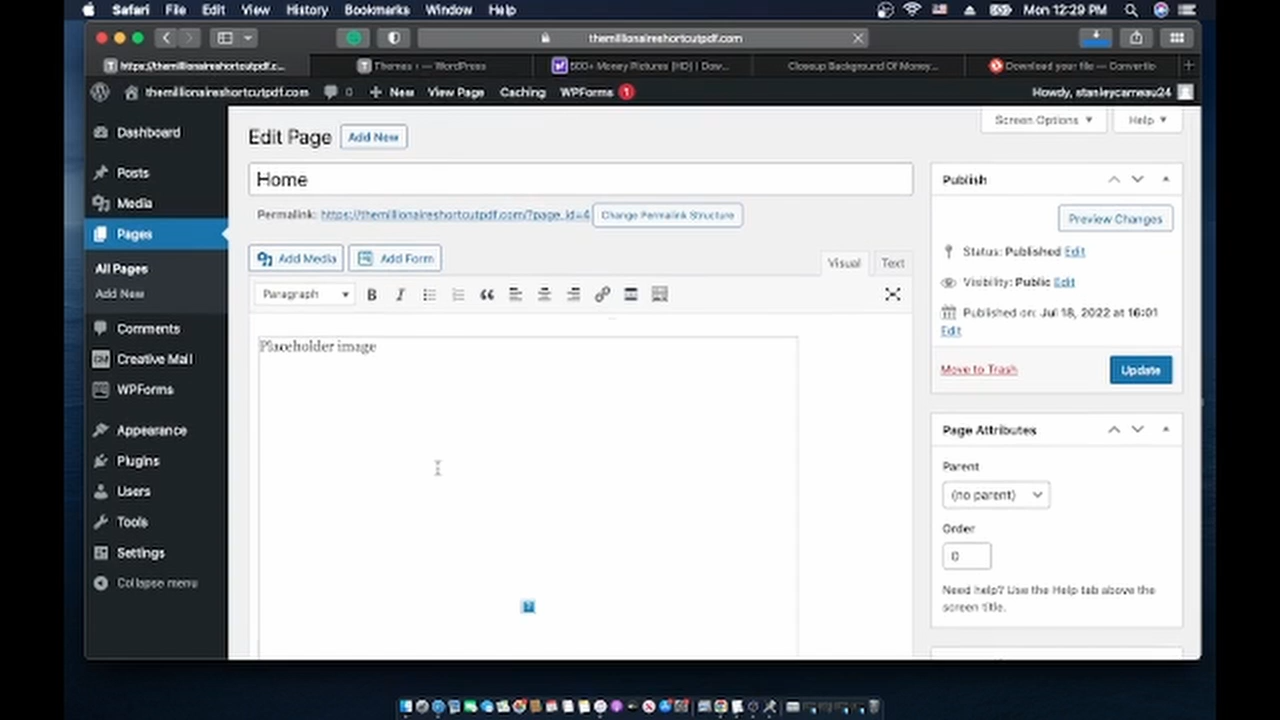 Safari File Edit View History Bookmarks Window Help Mon 12:29 PM
themillionaireshortcutpdf.com
https://themillionaireshortcutpdf.c... Themes ‹ — WordPress 500+ Money Pictures [HD] | Dow... Closeup Background Of Money... Download your file — Convertio
themillionaireshortcutpdf.com 0 New View Page Caching WPForms 1 Howdy, stanleycarneau24
Screen Options Help
Dashboard
Posts
Media
Pages
All Pages
Add New
Comments
Creative Mail
WPForms
Appearance
Plugins
Users
Tools
Settings
Collapse menu
Edit Page Add New
Home
Permalink: https://themillionaireshortcutpdf.com/?page_id=4 Change Permalink Structure
Add Media Add Form Visual Text
Paragraph B I
Placeholder image
?
Publish
Preview Changes
Status: Published Edit
Visibility: Public Edit
Published on: Jul 18, 2022 at 16:01
Edit
Move to Trash Update
Page Attributes
Parent
(no parent)
Order
0
Need help? Use the Help tab above the
screen title.